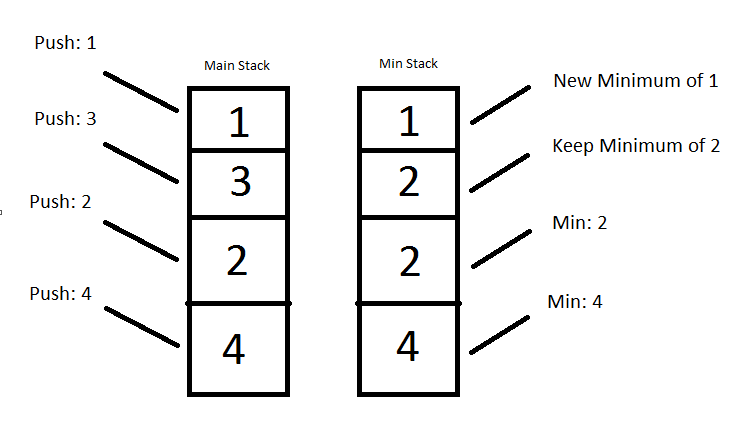 Push: 1
Main Stack
Min Stack
New Minimum of 1
1
1
Push: 3
Keep Minimum of 2
3
2
Push: 2
Min: 2
2
2
Push: 4
Min: 4
4
4